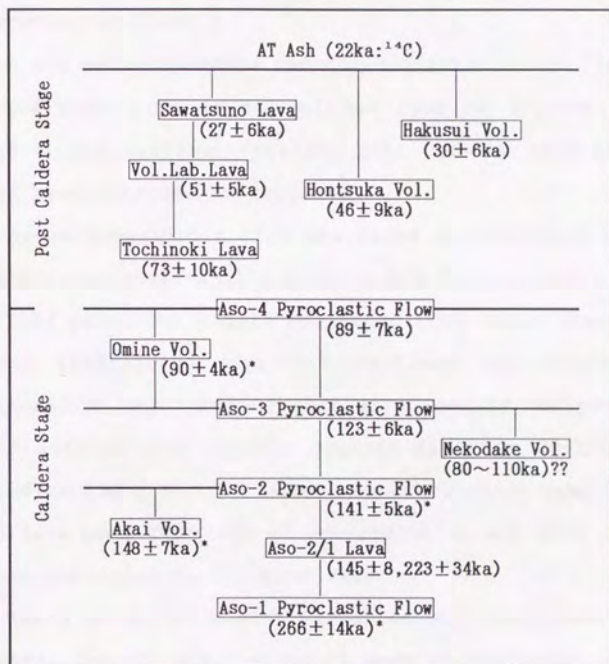 AT Ash (22ka:¹⁴C)
Post Caldera Stage
Sawatsuno Lava
(27±6ka)
Hakusui Vol.
(30±6ka)
Vol.Lab.Lava
(51±5ka)
Hontsuka Vol.
(46±9ka)
Tochinoki Lava
(73±10ka)
Caldera Stage
Aso-4 Pyroclastic Flow
(89±7ka)
Omine Vol.
(90±4ka)*
Aso-3 Pyroclastic Flow
(123±6ka)
Nekodake Vol.
(80~110ka)??
Aso-2 Pyroclastic Flow
(141±5ka)*
Akai Vol.
(148±7ka)*
Aso-2/1 Lava
(145±8,223±34ka)
Aso-1 Pyroclastic Flow
(266±14ka)*